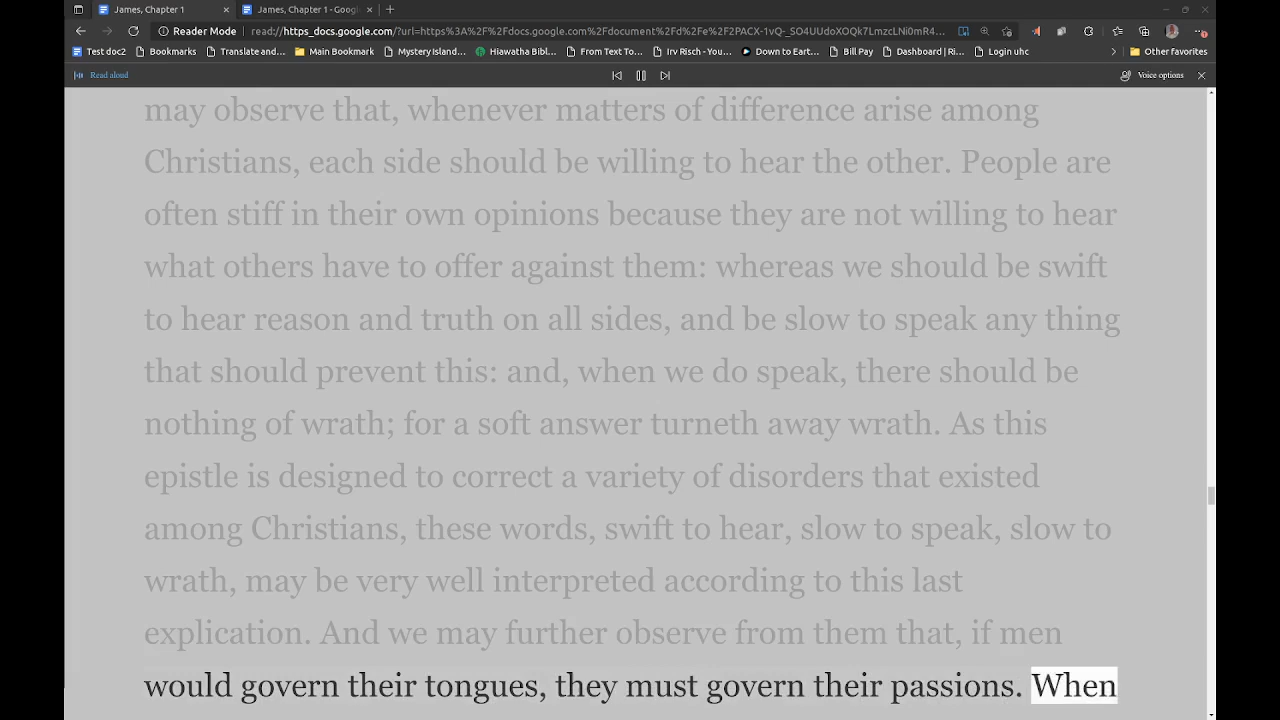 James, Chapter 1
James, Chapter 1 - Googl
Reader Mode
read://https_docs.google.com/?url=https%3A%2F%2Fdocs.google.com%2Fdocument%2Fd%2Fe%2F2PACX-1vQ-_SO4UUdoXOQk7LmzcLNi0mR4...
Test doc2
Bookmarks
Translate and...
Main Bookmark
Mystery Island...
Hiawatha Bibl...
From Text To...
Irv Risch - You...
Down to Eart...
Bill Pay
Dashboard | Ri...
Login uhc
Other favorites
Read aloud
Voice options
may observe that, whenever matters of difference arise among
Christians, each side should be willing to hear the other. People are
often stiff in their own opinions because they are not willing to hear
what others have to offer against them: whereas we should be swift
to hear reason and truth on all sides, and be slow to speak any thing
that should prevent this: and, when we do speak, there should be
nothing of wrath; for a soft answer turneth away wrath. As this
epistle is designed to correct a variety of disorders that existed
among Christians, these words, swift to hear, slow to speak, slow to
wrath, may be very well interpreted according to this last
explication. And we may further observe from them that, if men
would govern their tongues, they must govern their passions. When